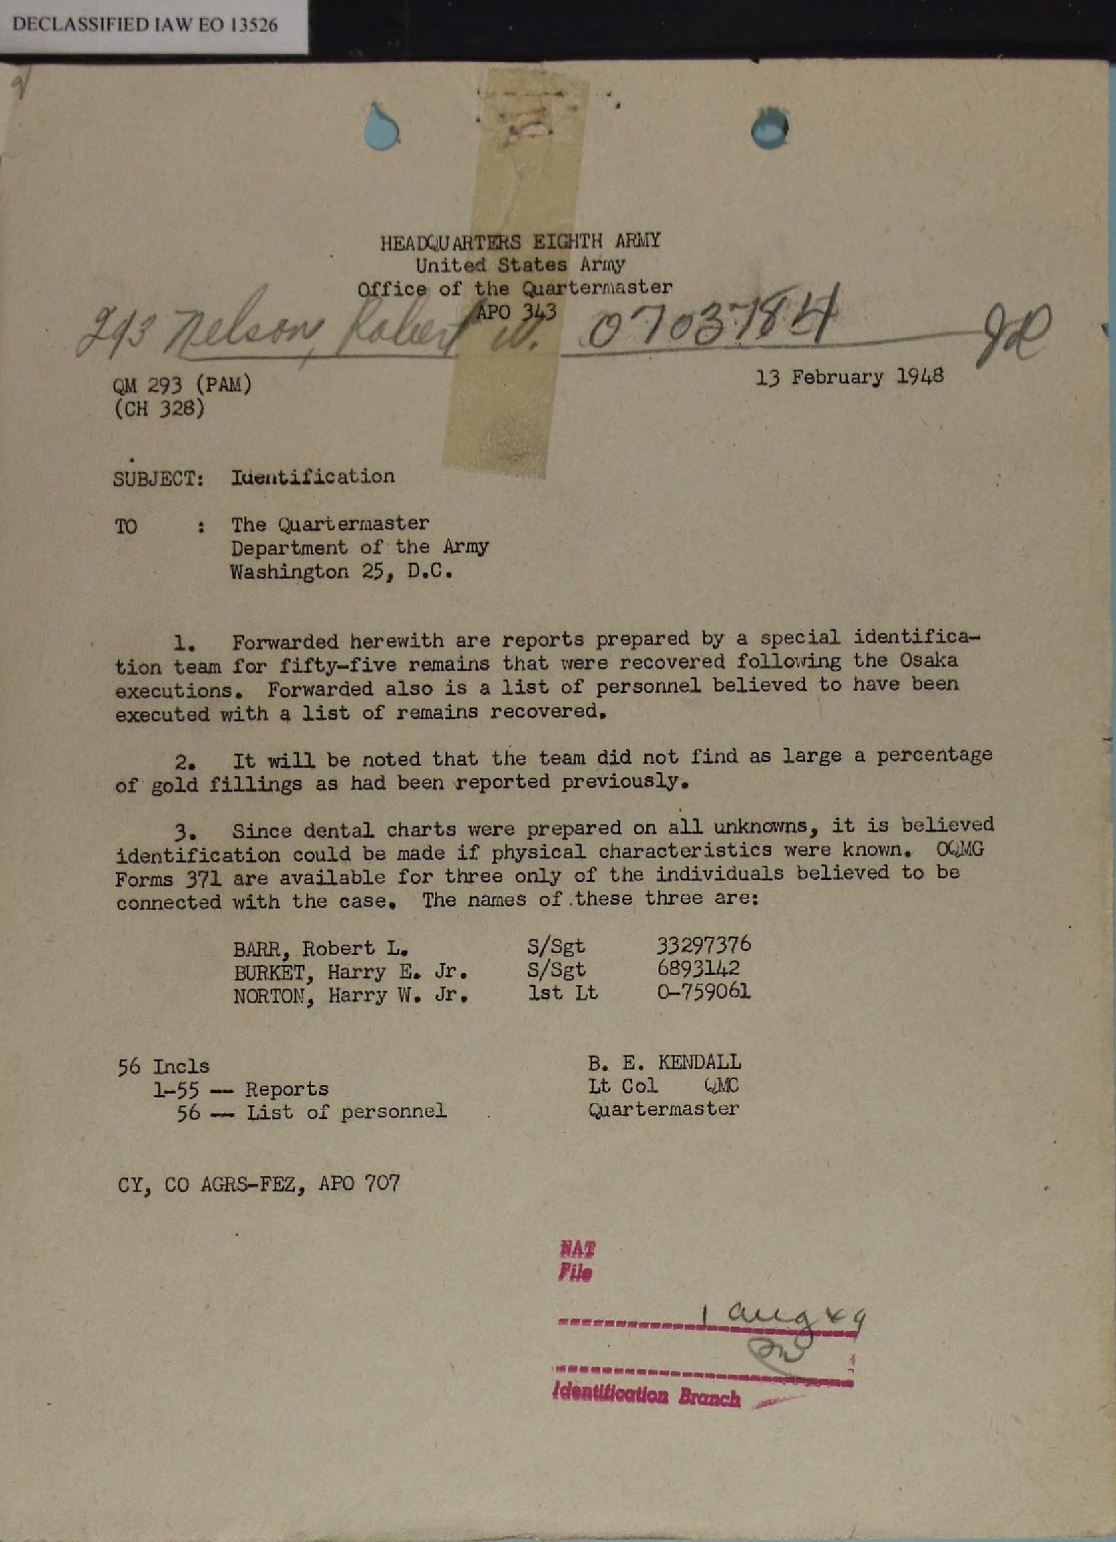 DECLASSIFIED IAW EO 13526
HEADQUARTERS EIGHTH ARMY
United States Army
Office of the Quartermaster
APO 343
293 Nelson, Robert W. 0703784
QM 293 (PAM)
13 February 1948
(CH 328)
SUBJECT: Identification
TO : The Quartermaster
Department of the Army
Washington 25, D.C.
1. Forwarded herewith are reports prepared by a special identifica-
tion team for fifty-five remains that were recovered following the Osaka
executions. Forwarded also is a list of personnel believed to have been
executed with a list of remains recovered.
2. It will be noted that the team did not find as large a percentage
of gold fillings as had been reported previously.
3. Since dental charts were prepared on all unknowns, it is believed
identification could be made if physical characteristics were known. OQMG
Forms 371 are available for three only of the individuals believed to be
connected with the case. The names of these three are:
BARR, Robert L. S/Sgt 33297376
BURKET, Harry E. Jr. S/Sgt 6893142
NORTON, Harry W. Jr. 1st Lt O-759061
56 Incls
1-55 — Reports
56 — List of personnel
B. E. KENDALL
Lt Col QMC
Quartermaster
CY, CO AGRS-FEZ, APO 707
NAT
File
1 Aug 49
Identification Branch